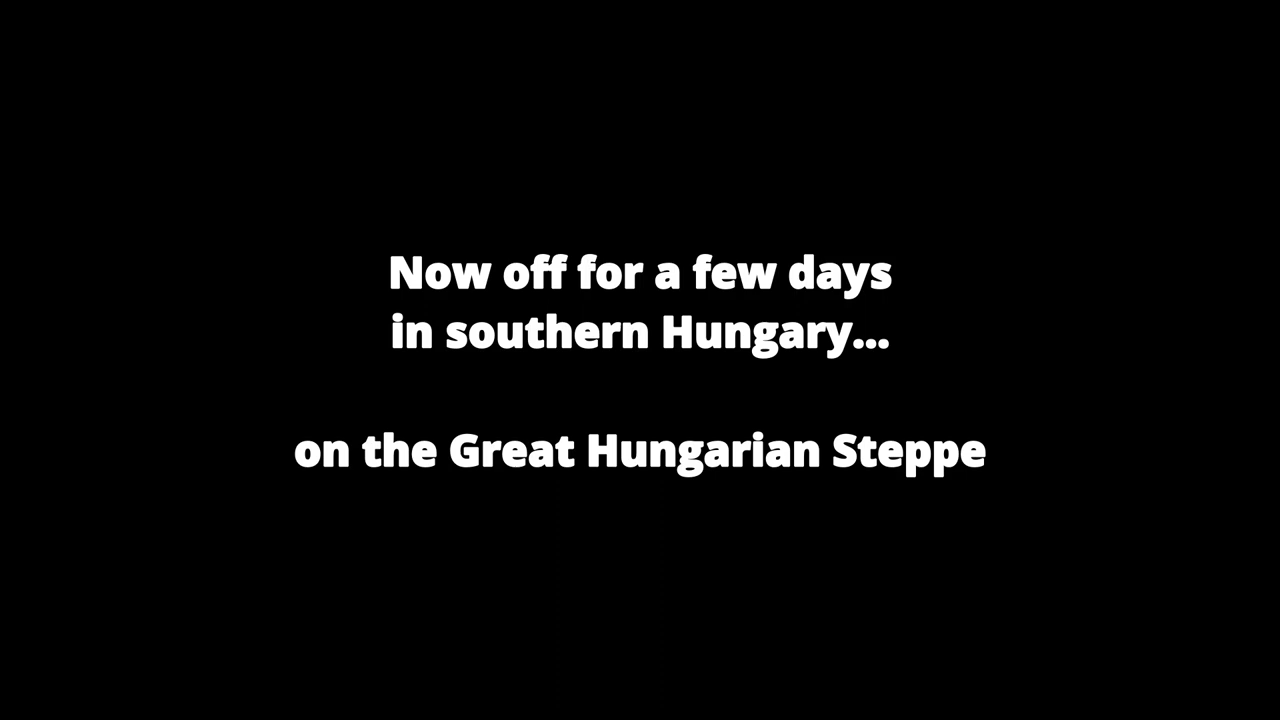 Now off for a few days
in southern Hungary...
on the Great Hungarian Steppe